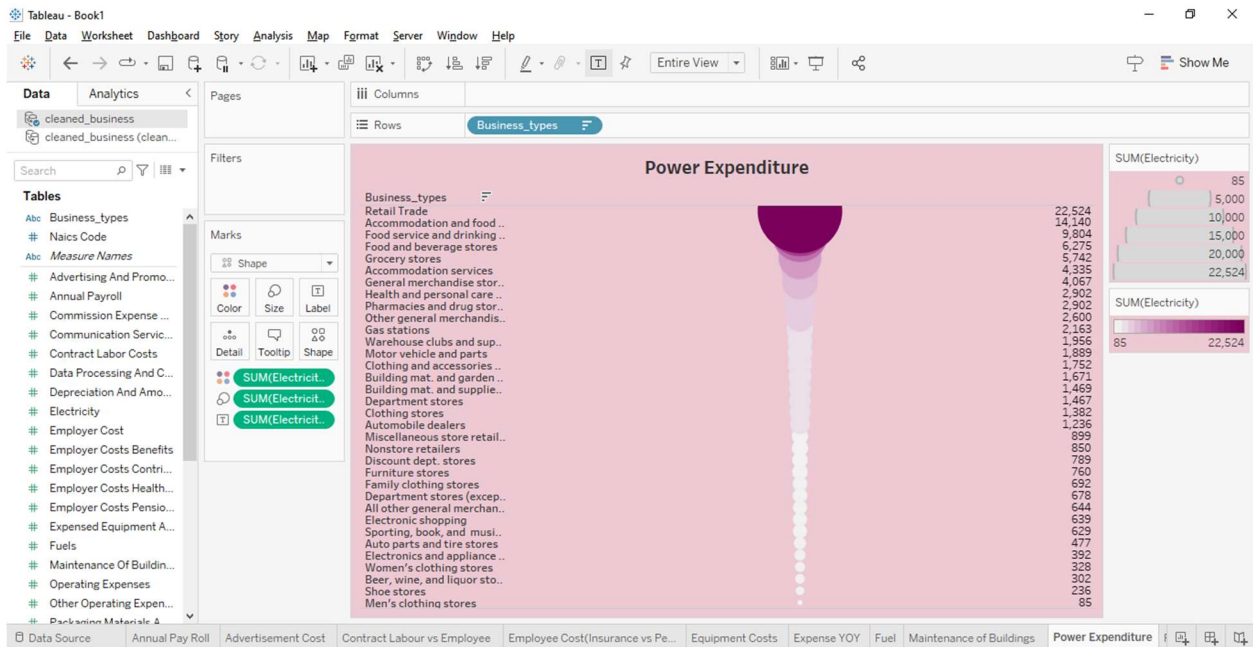 Tableau - Book1
File Data Worksheet Dashboard Story Analysis Map Format Server Window Help
Entire View
Show Me
Data Analytics
cleaned_business
cleaned_business (clean...
Search
Tables
Abc Business_types
# Naics Code
Abc Measure Names
# Advertising And Promo...
# Annual Payroll
# Commission Expense ...
# Communication Servic...
# Contract Labor Costs
# Data Processing And C...
# Depreciation And Amo...
# Electricity
# Employer Cost
# Employer Costs Benefits
# Employer Costs Contri...
# Employer Costs Health...
# Employer Costs Pensio...
# Expensed Equipment A...
# Fuels
# Maintenance Of Buildin...
# Operating Expenses
# Other Operating Expen...
# Packaging Materials A
Pages
Filters
Marks
Shape
Color Size Label
Detail Tooltip Shape
SUM(Electricit..
SUM(Electricit..
SUM(Electricit..
Columns
Rows Business_types
Power Expenditure
Business_types
Retail Trade 22,524
Accommodation and food .. 14,140
Food service and drinking .. 9,804
Food and beverage stores 6,275
Grocery stores 5,742
Accommodation services 4,335
General merchandise stor.. 4,067
Health and personal care .. 2,902
Pharmacies and drug stor.. 2,902
Other general merchandis.. 2,600
Gas stations 2,163
Warehouse clubs and sup.. 1,956
Motor vehicle and parts 1,889
Clothing and accessories .. 1,752
Building mat. and garden .. 1,671
Building mat. and supplie.. 1,469
Department stores 1,467
Clothing stores 1,382
Automobile dealers 1,236
Miscellaneous store retail.. 899
Nonstore retailers 850
Discount dept. stores 789
Furniture stores 760
Family clothing stores 692
Department stores (excep.. 678
All other general merchan.. 644
Electronic shopping 639
Sporting, book, and musi.. 629
Auto parts and tire stores 477
Electronics and appliance .. 392
Women's clothing stores 328
Beer, wine, and liquor sto.. 302
Shoe stores 236
Men's clothing stores 85
SUM(Electricity)
85
5,000
10,000
15,000
20,000
22,524
SUM(Electricity)
85 22,524
Data Source Annual Pay Roll Advertisement Cost Contract Labour vs Employee Employee Cost(Insurance vs Pe... Equipment Costs Expense YOY Fuel Maintenance of Buildings Power Expenditure